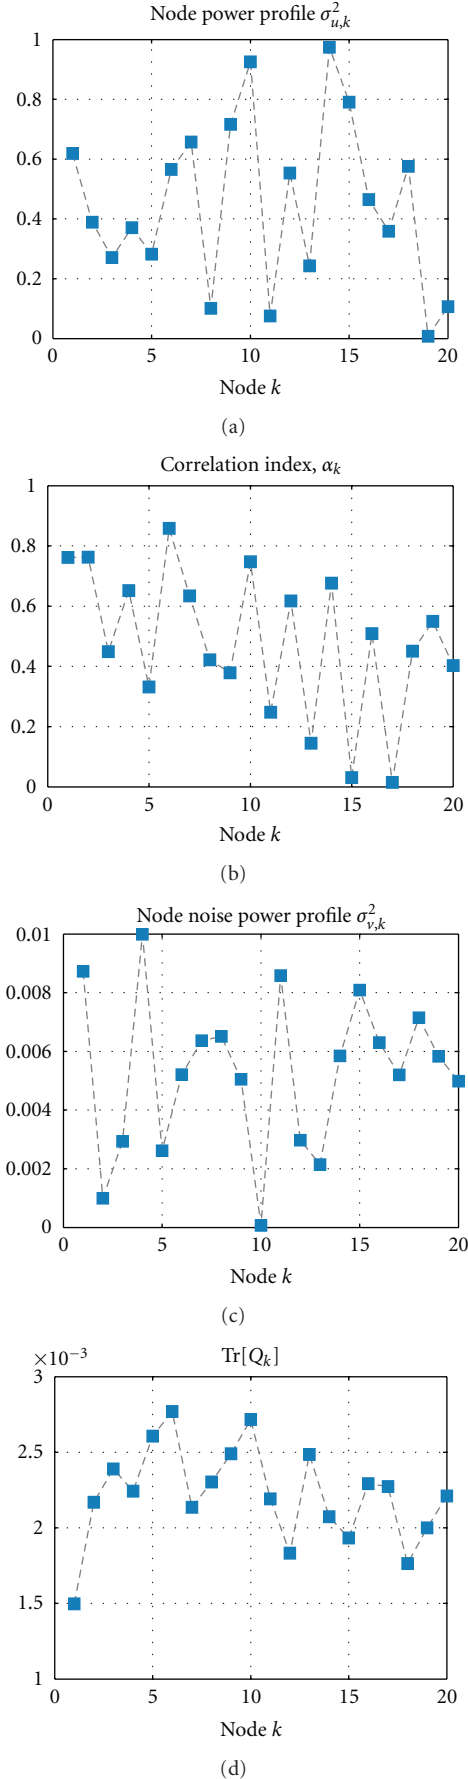 Node power profile σ²u,k
1
0.8
0.6
0.4
0.2
0
0 5 10 15 20
Node k
(a)
Correlation index, αk
1
0.8
0.6
0.4
0.2
0
0 5 10 15 20
Node k
(b)
Node noise power profile σ²v,k
0.01
0.008
0.006
0.004
0.002
0
0 5 10 15 20
Node k
(c)
×10−3 Tr[Qk]
3
2.5
2
1.5
1
0 5 10 15 20
Node k
(d)